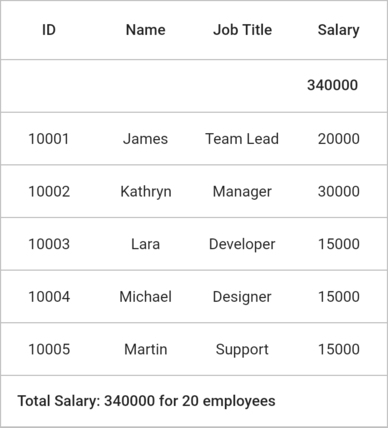 ID Name Job Title Salary
340000
10001 James Team Lead 20000
10002 Kathryn Manager 30000
10003 Lara Developer 15000
10004 Michael Designer 15000
10005 Martin Support 15000
Total Salary: 340000 for 20 employees